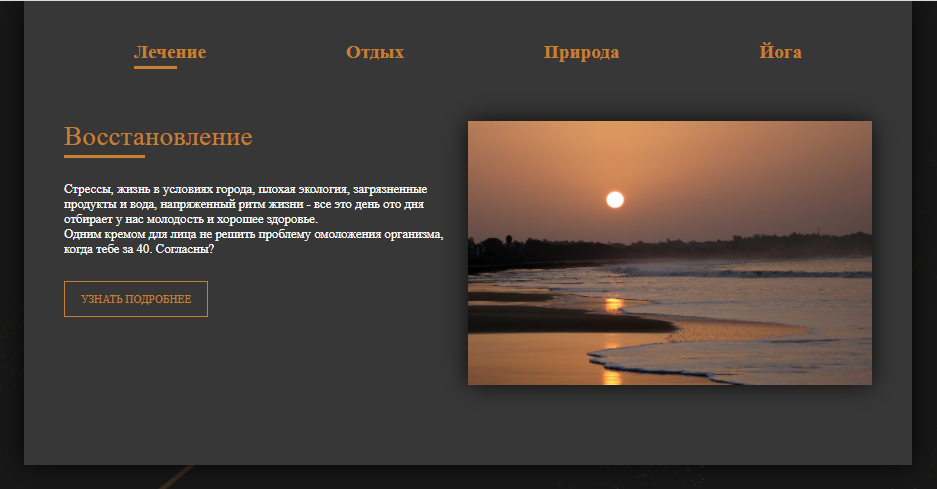 Лечение Отдых Природа Йога
Восстановление
Стрессы, жизнь в условиях города, плохая экология, загрязненные
продукты и вода, напряженный ритм жизни - все это день ото дня
отбирает у нас молодость и хорошее здоровье.
Одним кремом для лица не решить проблему омоложения организма,
когда тебе за 40. Согласны?
УЗНАТЬ ПОДРОБНЕЕ